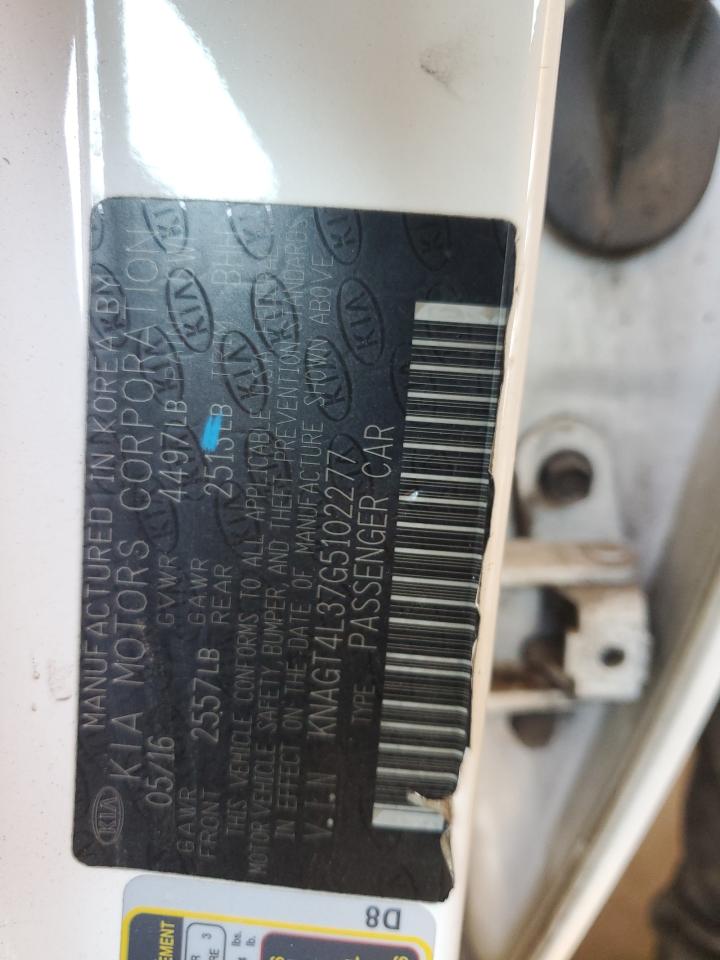 MANUFACTURED IN KOREA BY
KIA MOTORS CORPORATION
05/16 GVWR 4497LB
GAWR FRONT 2557LB GAWR REAR 2513LB
THIS VEHICLE CONFORMS TO ALL APPLICABLE
MOTOR VEHICLE SAFETY, BUMPER AND THEFT PREVENTION STANDARDS
IN EFFECT ON THE DATE OF MANUFACTURE SHOWN ABOVE
V.I.N KNAGT4L37G5102277
TYPE PASSENGER CAR
KIA
D8